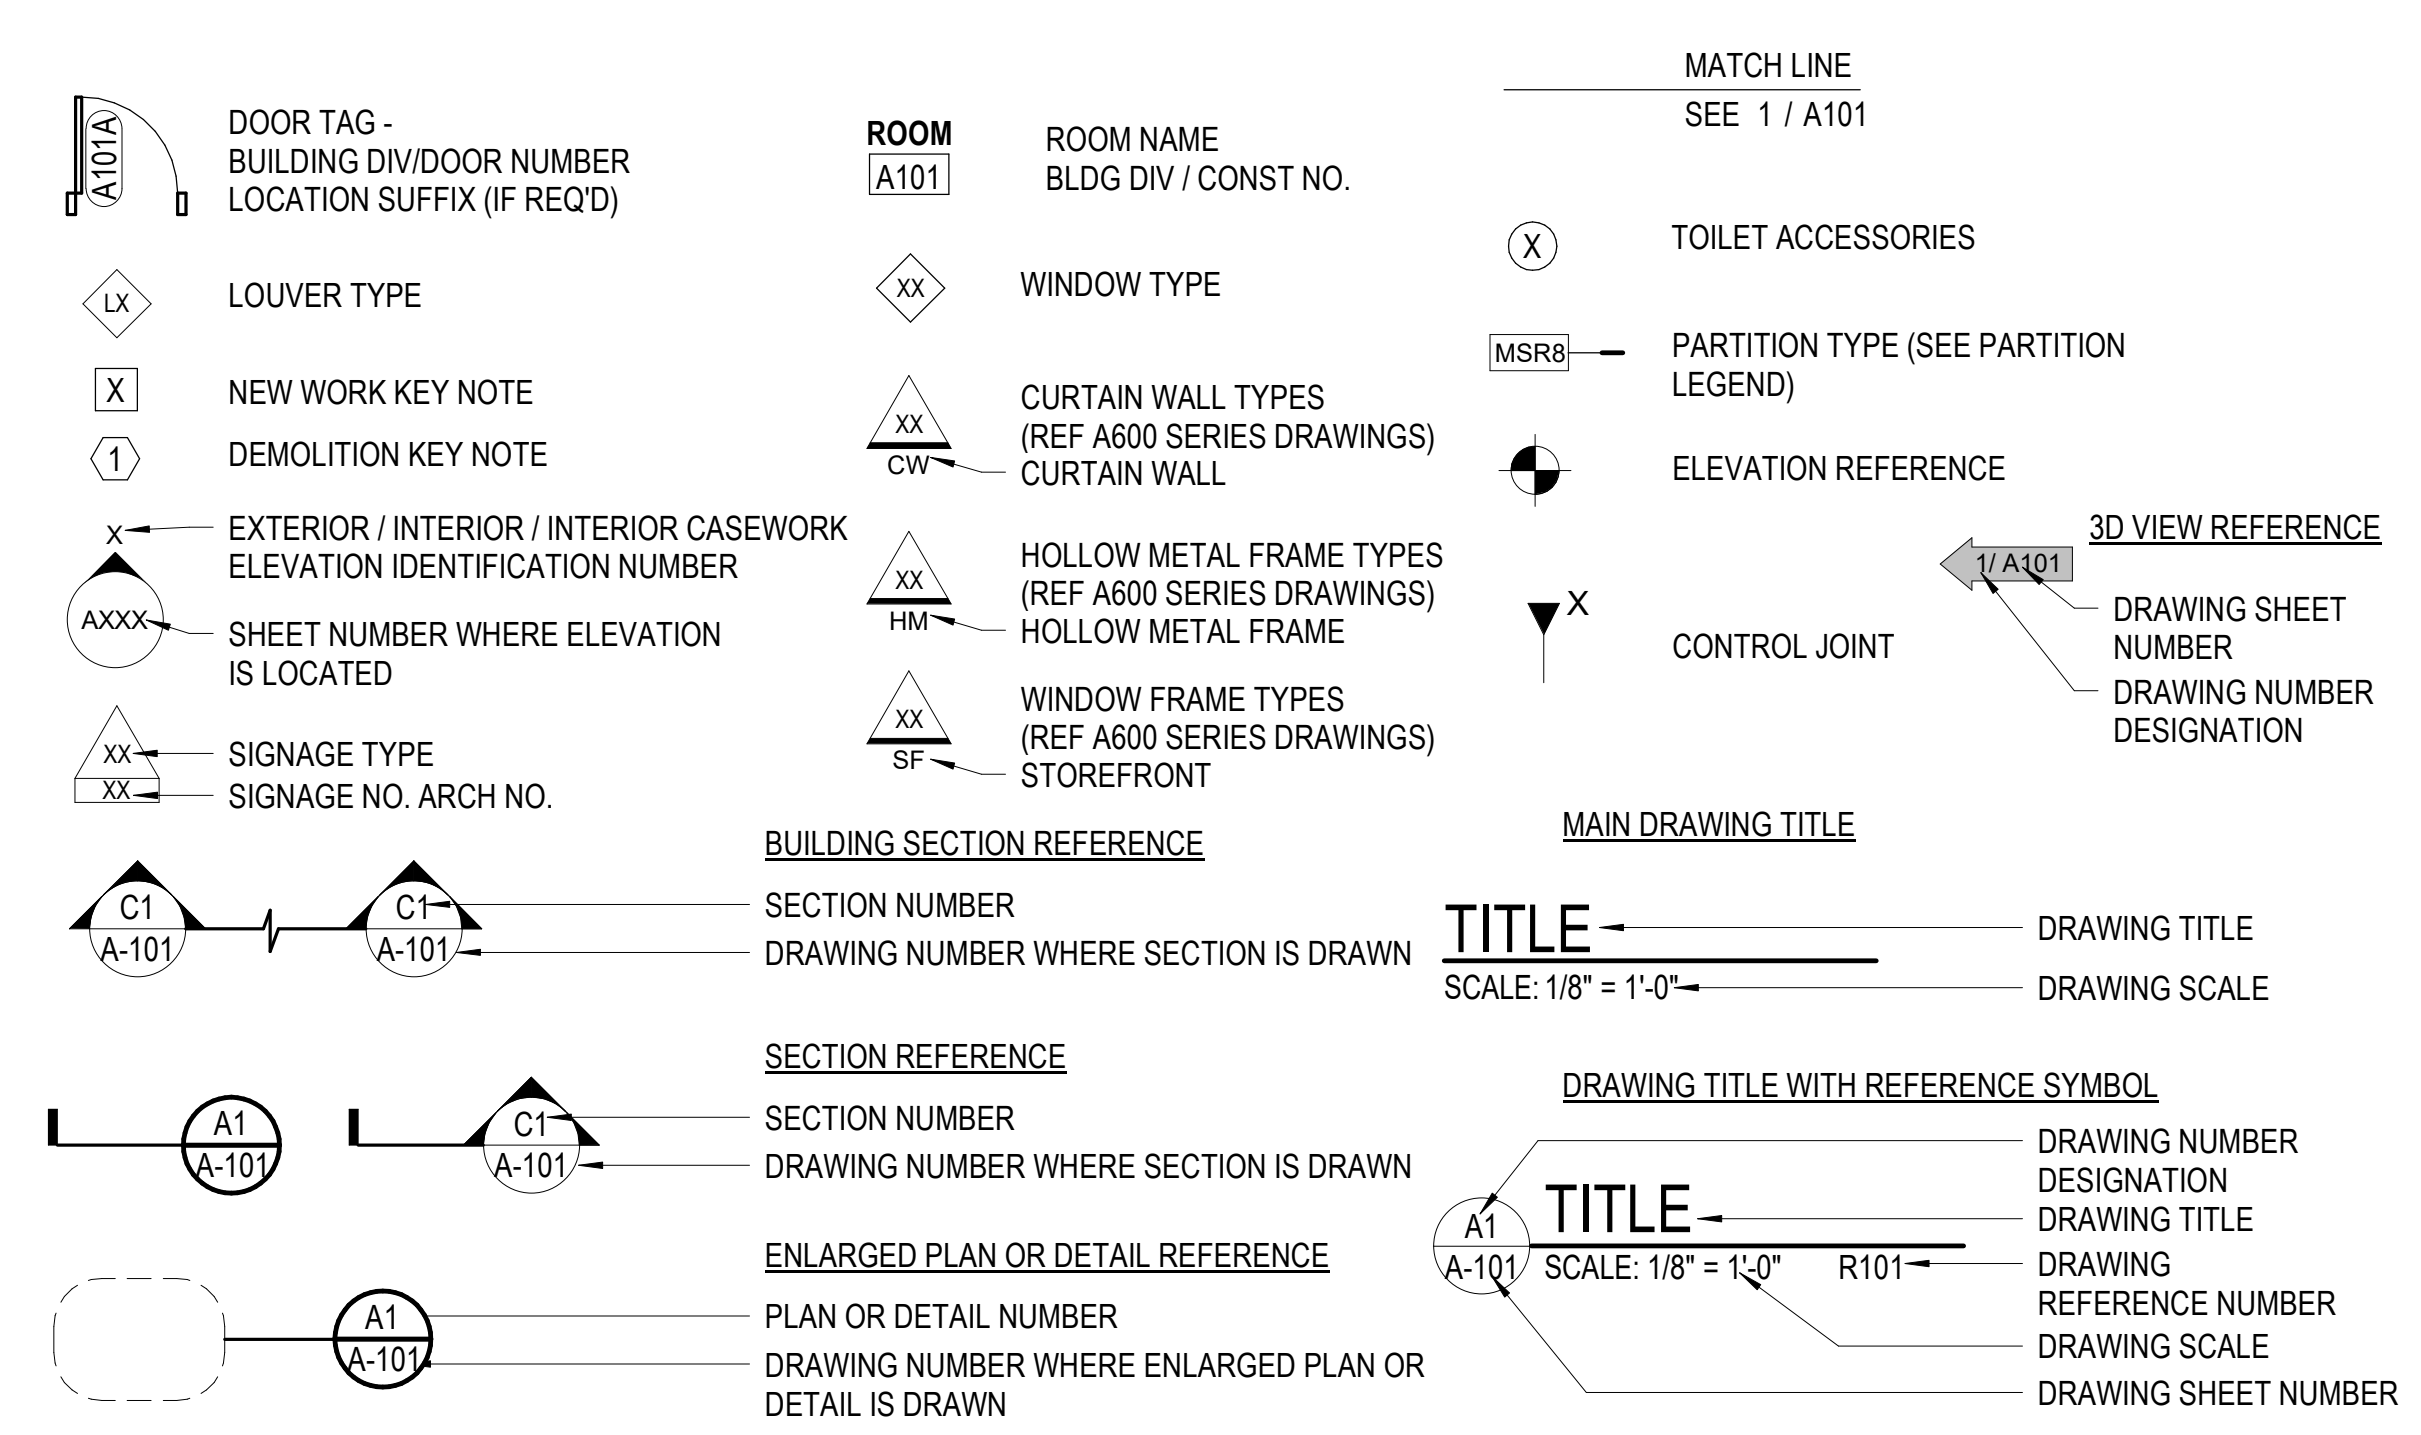 A101A
DOOR TAG -
BUILDING DIV/DOOR NUMBER
LOCATION SUFFIX (IF REQ'D)
LX
LOUVER TYPE
X
NEW WORK KEY NOTE
1
DEMOLITION KEY NOTE
X
EXTERIOR / INTERIOR / INTERIOR CASEWORK
ELEVATION IDENTIFICATION NUMBER
AXXX
SHEET NUMBER WHERE ELEVATION
IS LOCATED
XX
SIGNAGE TYPE
XX
SIGNAGE NO. ARCH NO.
ROOM
A101
ROOM NAME
BLDG DIV / CONST NO.
XX
WINDOW TYPE
XX
CW
CURTAIN WALL TYPES
(REF A600 SERIES DRAWINGS)
CURTAIN WALL
XX
HM
HOLLOW METAL FRAME TYPES
(REF A600 SERIES DRAWINGS)
HOLLOW METAL FRAME
XX
SF
WINDOW FRAME TYPES
(REF A600 SERIES DRAWINGS)
STOREFRONT
MATCH LINE
SEE 1 / A101
X
TOILET ACCESSORIES
MSR8
PARTITION TYPE (SEE PARTITION
LEGEND)
ELEVATION REFERENCE
X
CONTROL JOINT
3D VIEW REFERENCE
1/ A101
DRAWING SHEET
NUMBER
DRAWING NUMBER
DESIGNATION
BUILDING SECTION REFERENCE
C1
A-101
C1
A-101
SECTION NUMBER
DRAWING NUMBER WHERE SECTION IS DRAWN
SECTION REFERENCE
A1
A-101
C1
A-101
SECTION NUMBER
DRAWING NUMBER WHERE SECTION IS DRAWN
ENLARGED PLAN OR DETAIL REFERENCE
A1
A-101
PLAN OR DETAIL NUMBER
DRAWING NUMBER WHERE ENLARGED PLAN OR
DETAIL IS DRAWN
MAIN DRAWING TITLE
TITLE
SCALE: 1/8" = 1'-0"
DRAWING TITLE
DRAWING SCALE
DRAWING TITLE WITH REFERENCE SYMBOL
A1
A-101
TITLE
SCALE: 1/8" = 1'-0" R101
DRAWING NUMBER
DESIGNATION
DRAWING TITLE
DRAWING
REFERENCE NUMBER
DRAWING SCALE
DRAWING SHEET NUMBER